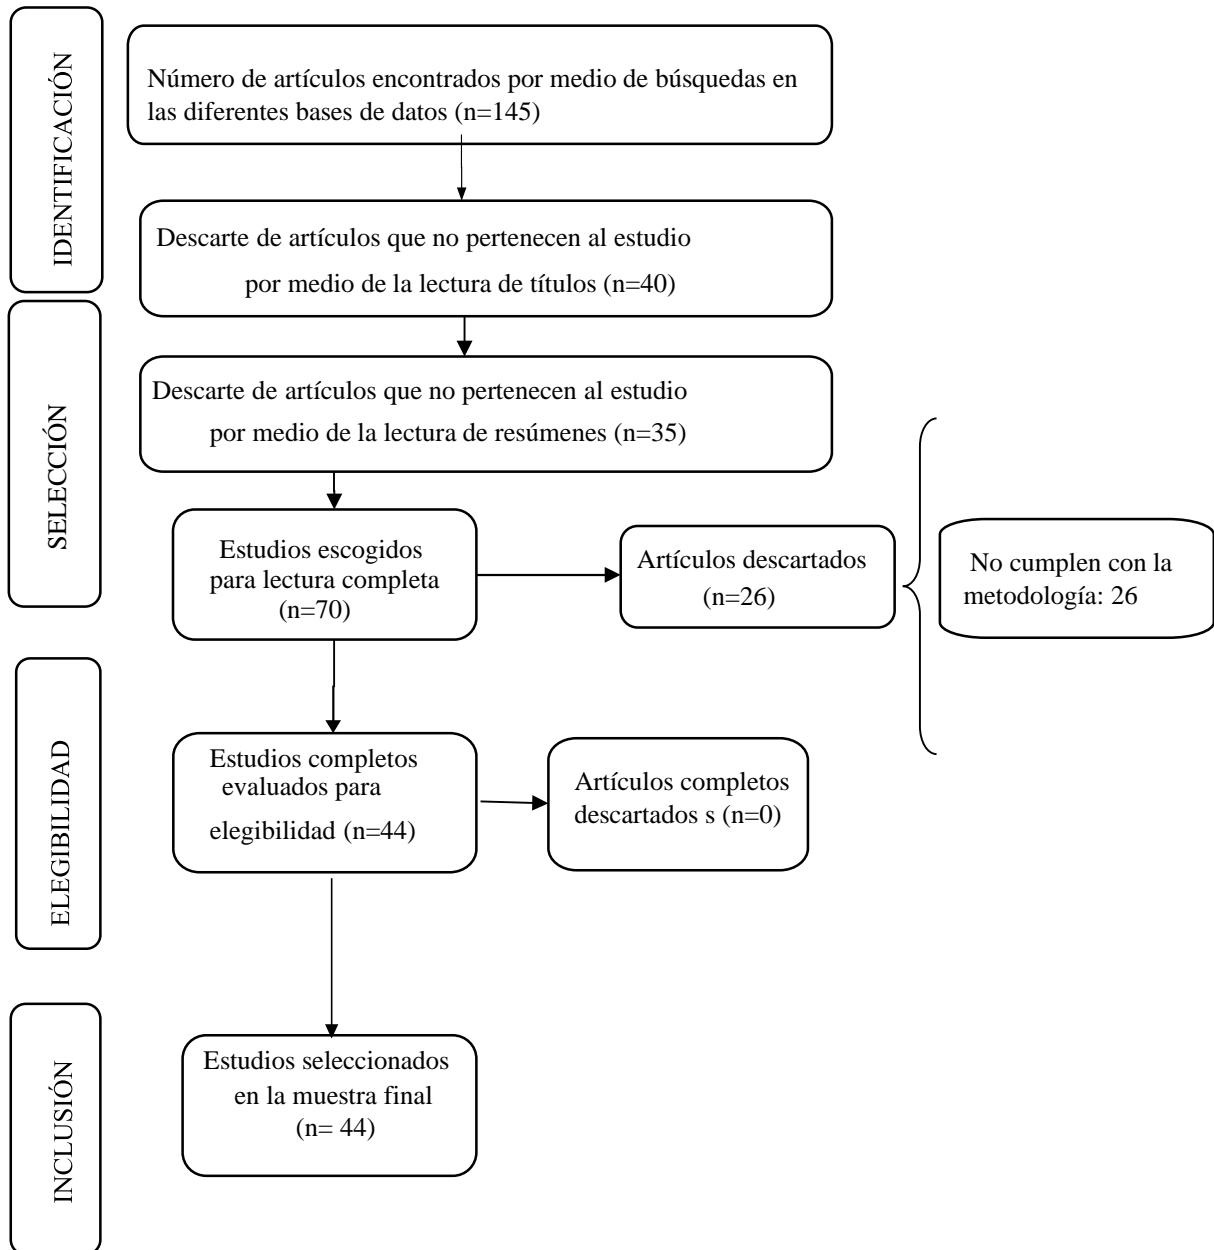 IDENTIFICACIÓN
Número de artículos encontrados por medio de búsquedas en
las diferentes bases de datos (n=145)
Descarte de artículos que no pertenecen al estudio
por medio de la lectura de títulos (n=40)
SELECCIÓN
Descarte de artículos que no pertenecen al estudio
por medio de la lectura de resúmenes (n=35)
Estudios escogidos
para lectura completa
(n=70)
Artículos descartados
(n=26)
No cumplen con la
metodología: 26
ELEGIBILIDAD
Estudios completos
evaluados para
elegibilidad (n=44)
Artículos completos
descartados s (n=0)
INCLUSIÓN
Estudios seleccionados
en la muestra final
(n= 44)